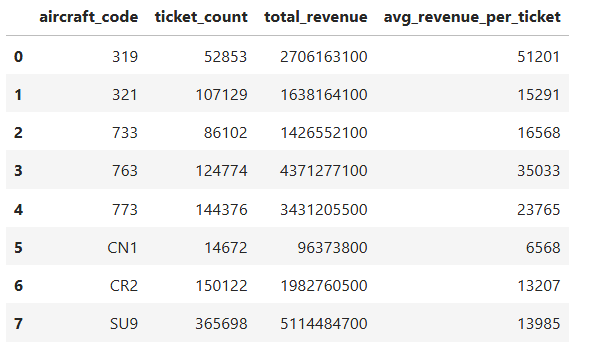 aircraft_code ticket_count total_revenue avg_revenue_per_ticket
0 319 52853 2706163100 51201
1 321 107129 1638164100 15291
2 733 86102 1426552100 16568
3 763 124774 4371277100 35033
4 773 144376 3431205500 23765
5 CN1 14672 96373800 6568
6 CR2 150122 1982760500 13207
7 SU9 365698 5114484700 13985